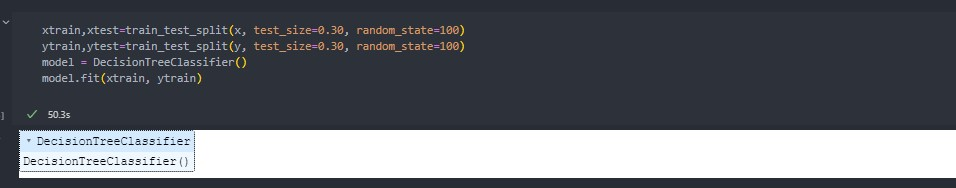 xtrain,xtest=train_test_split(x, test_size=0.30, random_state=100)
ytrain,ytest=train_test_split(y, test_size=0.30, random_state=100)
model = DecisionTreeClassifier()
model.fit(xtrain, ytrain)
]
✓ 50.3s
▾ DecisionTreeClassifier
DecisionTreeClassifier()